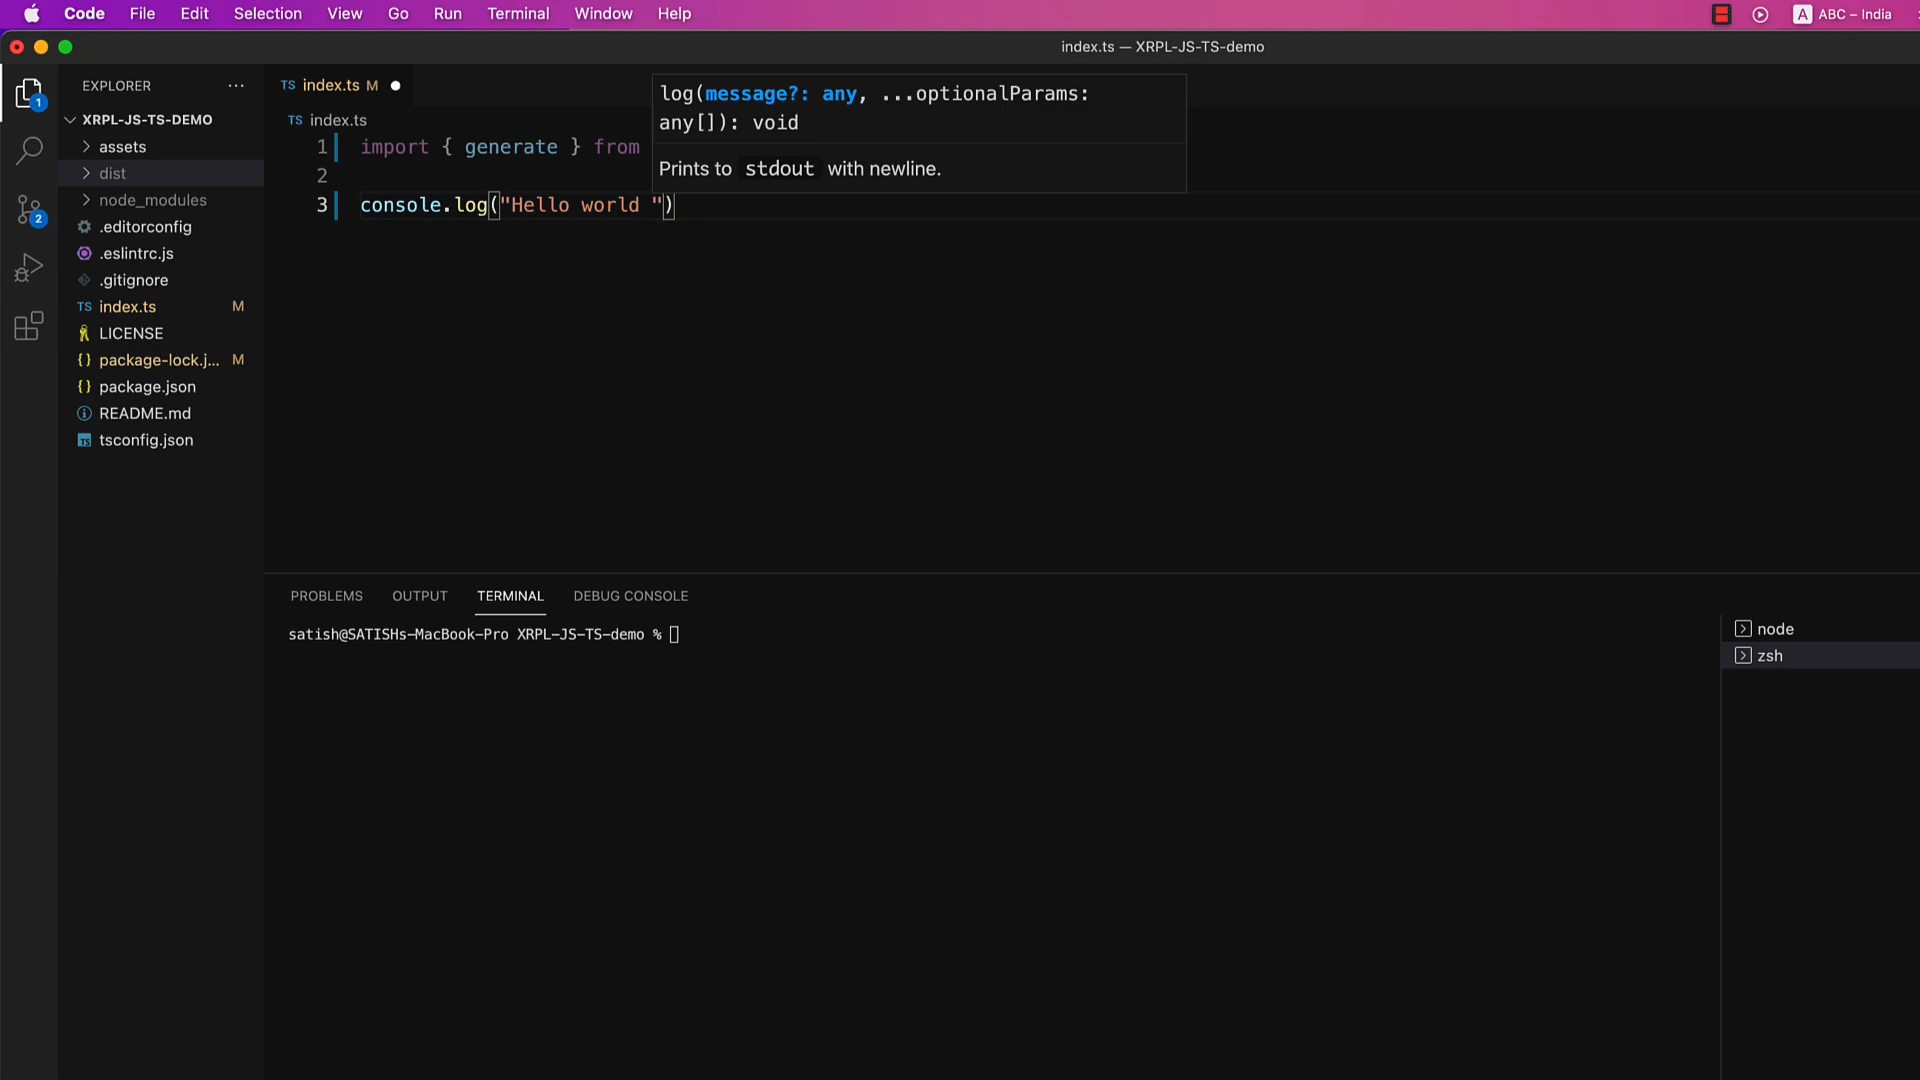 Code File Edit Selection View Go Run Terminal Window Help
A ABC – India
index.ts — XRPL-JS-TS-demo
EXPLORER ···
1
XRPL-JS-TS-DEMO
assets
dist
node_modules
2
.editorconfig
.eslintrc.js
.gitignore
TS index.ts M
LICENSE
{} package-lock.j... M
{} package.json
README.md
TS tsconfig.json
TS index.ts M
TS index.ts
1 import { generate } from
2
3 console.log("Hello world ")
log(message?: any, ...optionalParams:
any[]): void
Prints to stdout with newline.
PROBLEMS OUTPUT TERMINAL DEBUG CONSOLE
satish@SATISHs-MacBook-Pro XRPL-JS-TS-demo %
node
zsh